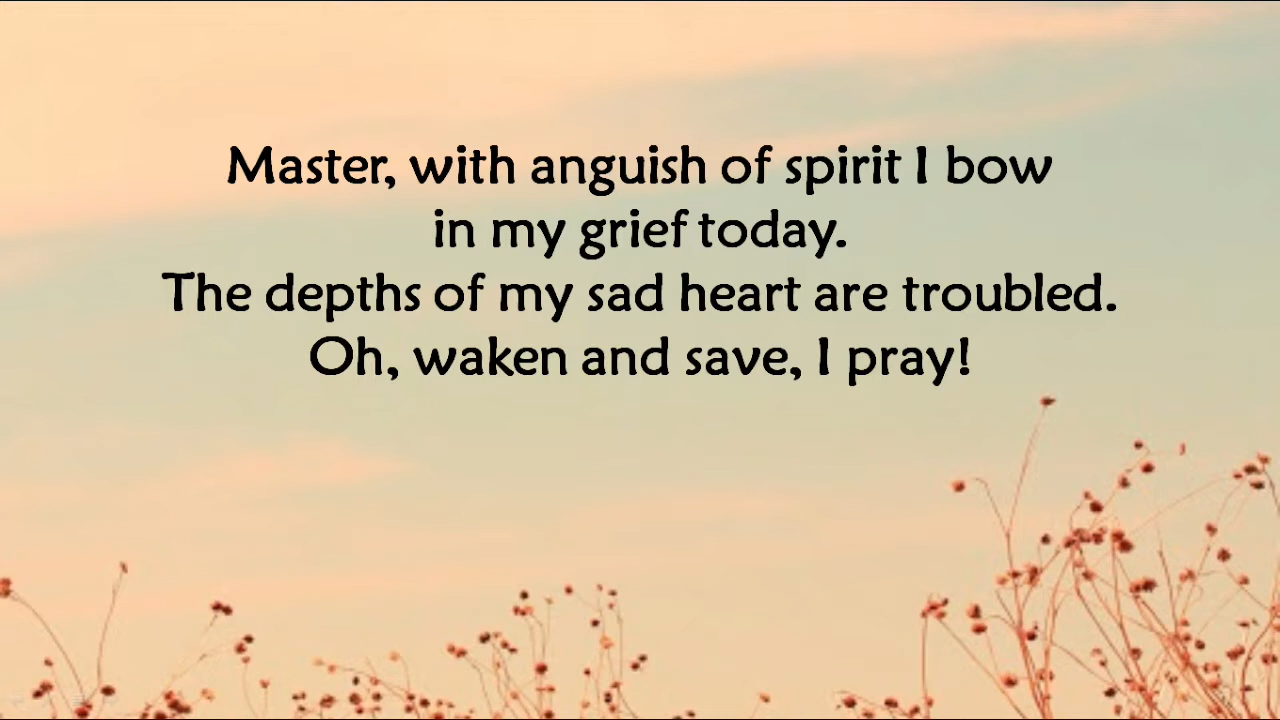 Master, with anguish of spirit I bow
in my grief today.
The depths of my sad heart are troubled.
Oh, waken and save, I pray!